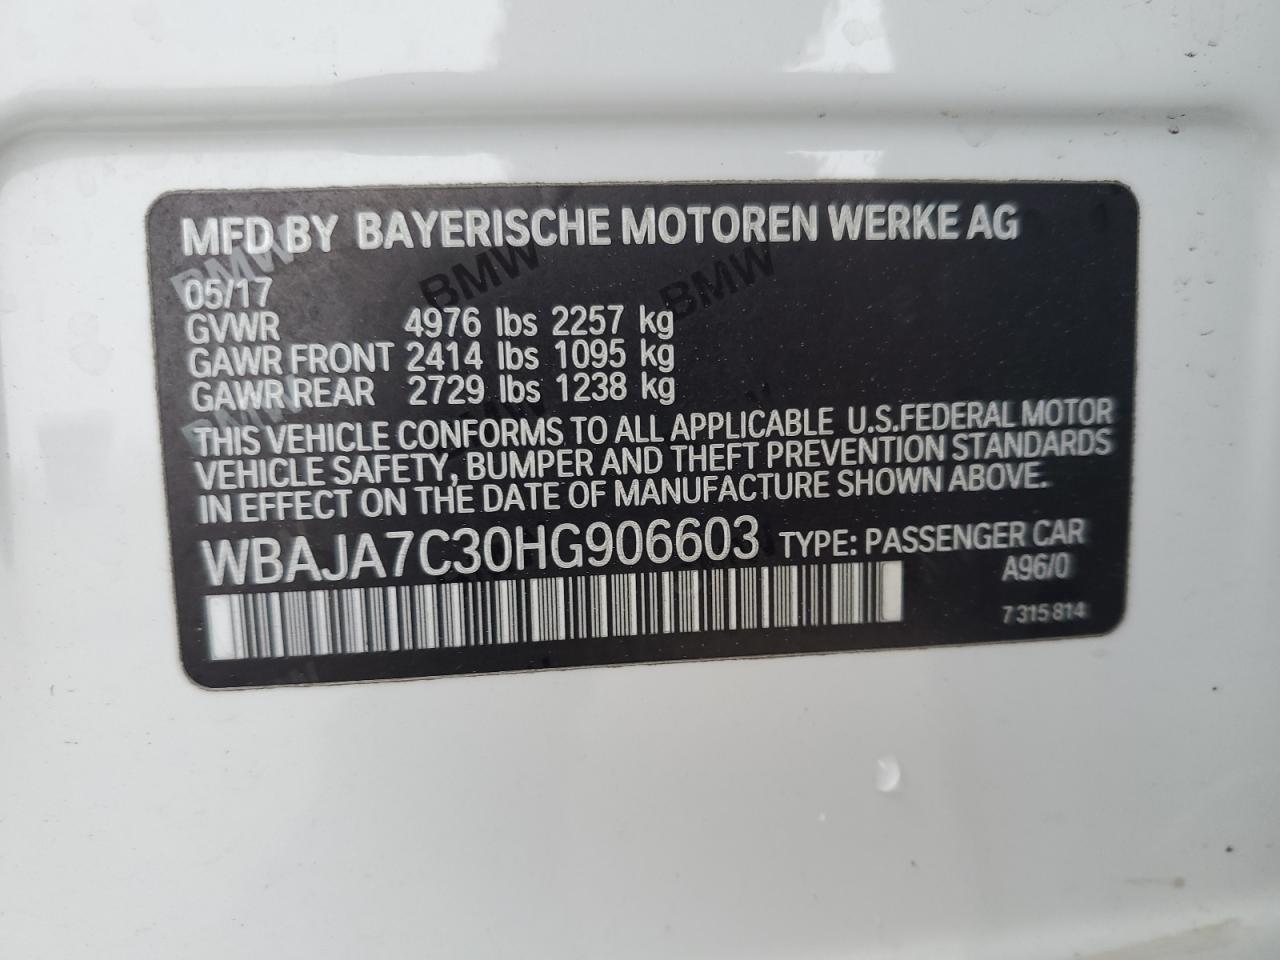 MFD BY BAYERISCHE MOTOREN WERKE AG
05/17
GVWR 4976 lbs 2257 kg
GAWR FRONT 2414 lbs 1095 kg
GAWR REAR 2729 lbs 1238 kg
THIS VEHICLE CONFORMS TO ALL APPLICABLE U.S.FEDERAL MOTOR
VEHICLE SAFETY, BUMPER AND THEFT PREVENTION STANDARDS
IN EFFECT ON THE DATE OF MANUFACTURE SHOWN ABOVE.
WBAJA7C30HG906603 TYPE: PASSENGER CAR
A96/0
7 315 814
BMW
BMW
BMW
BMW
BMW